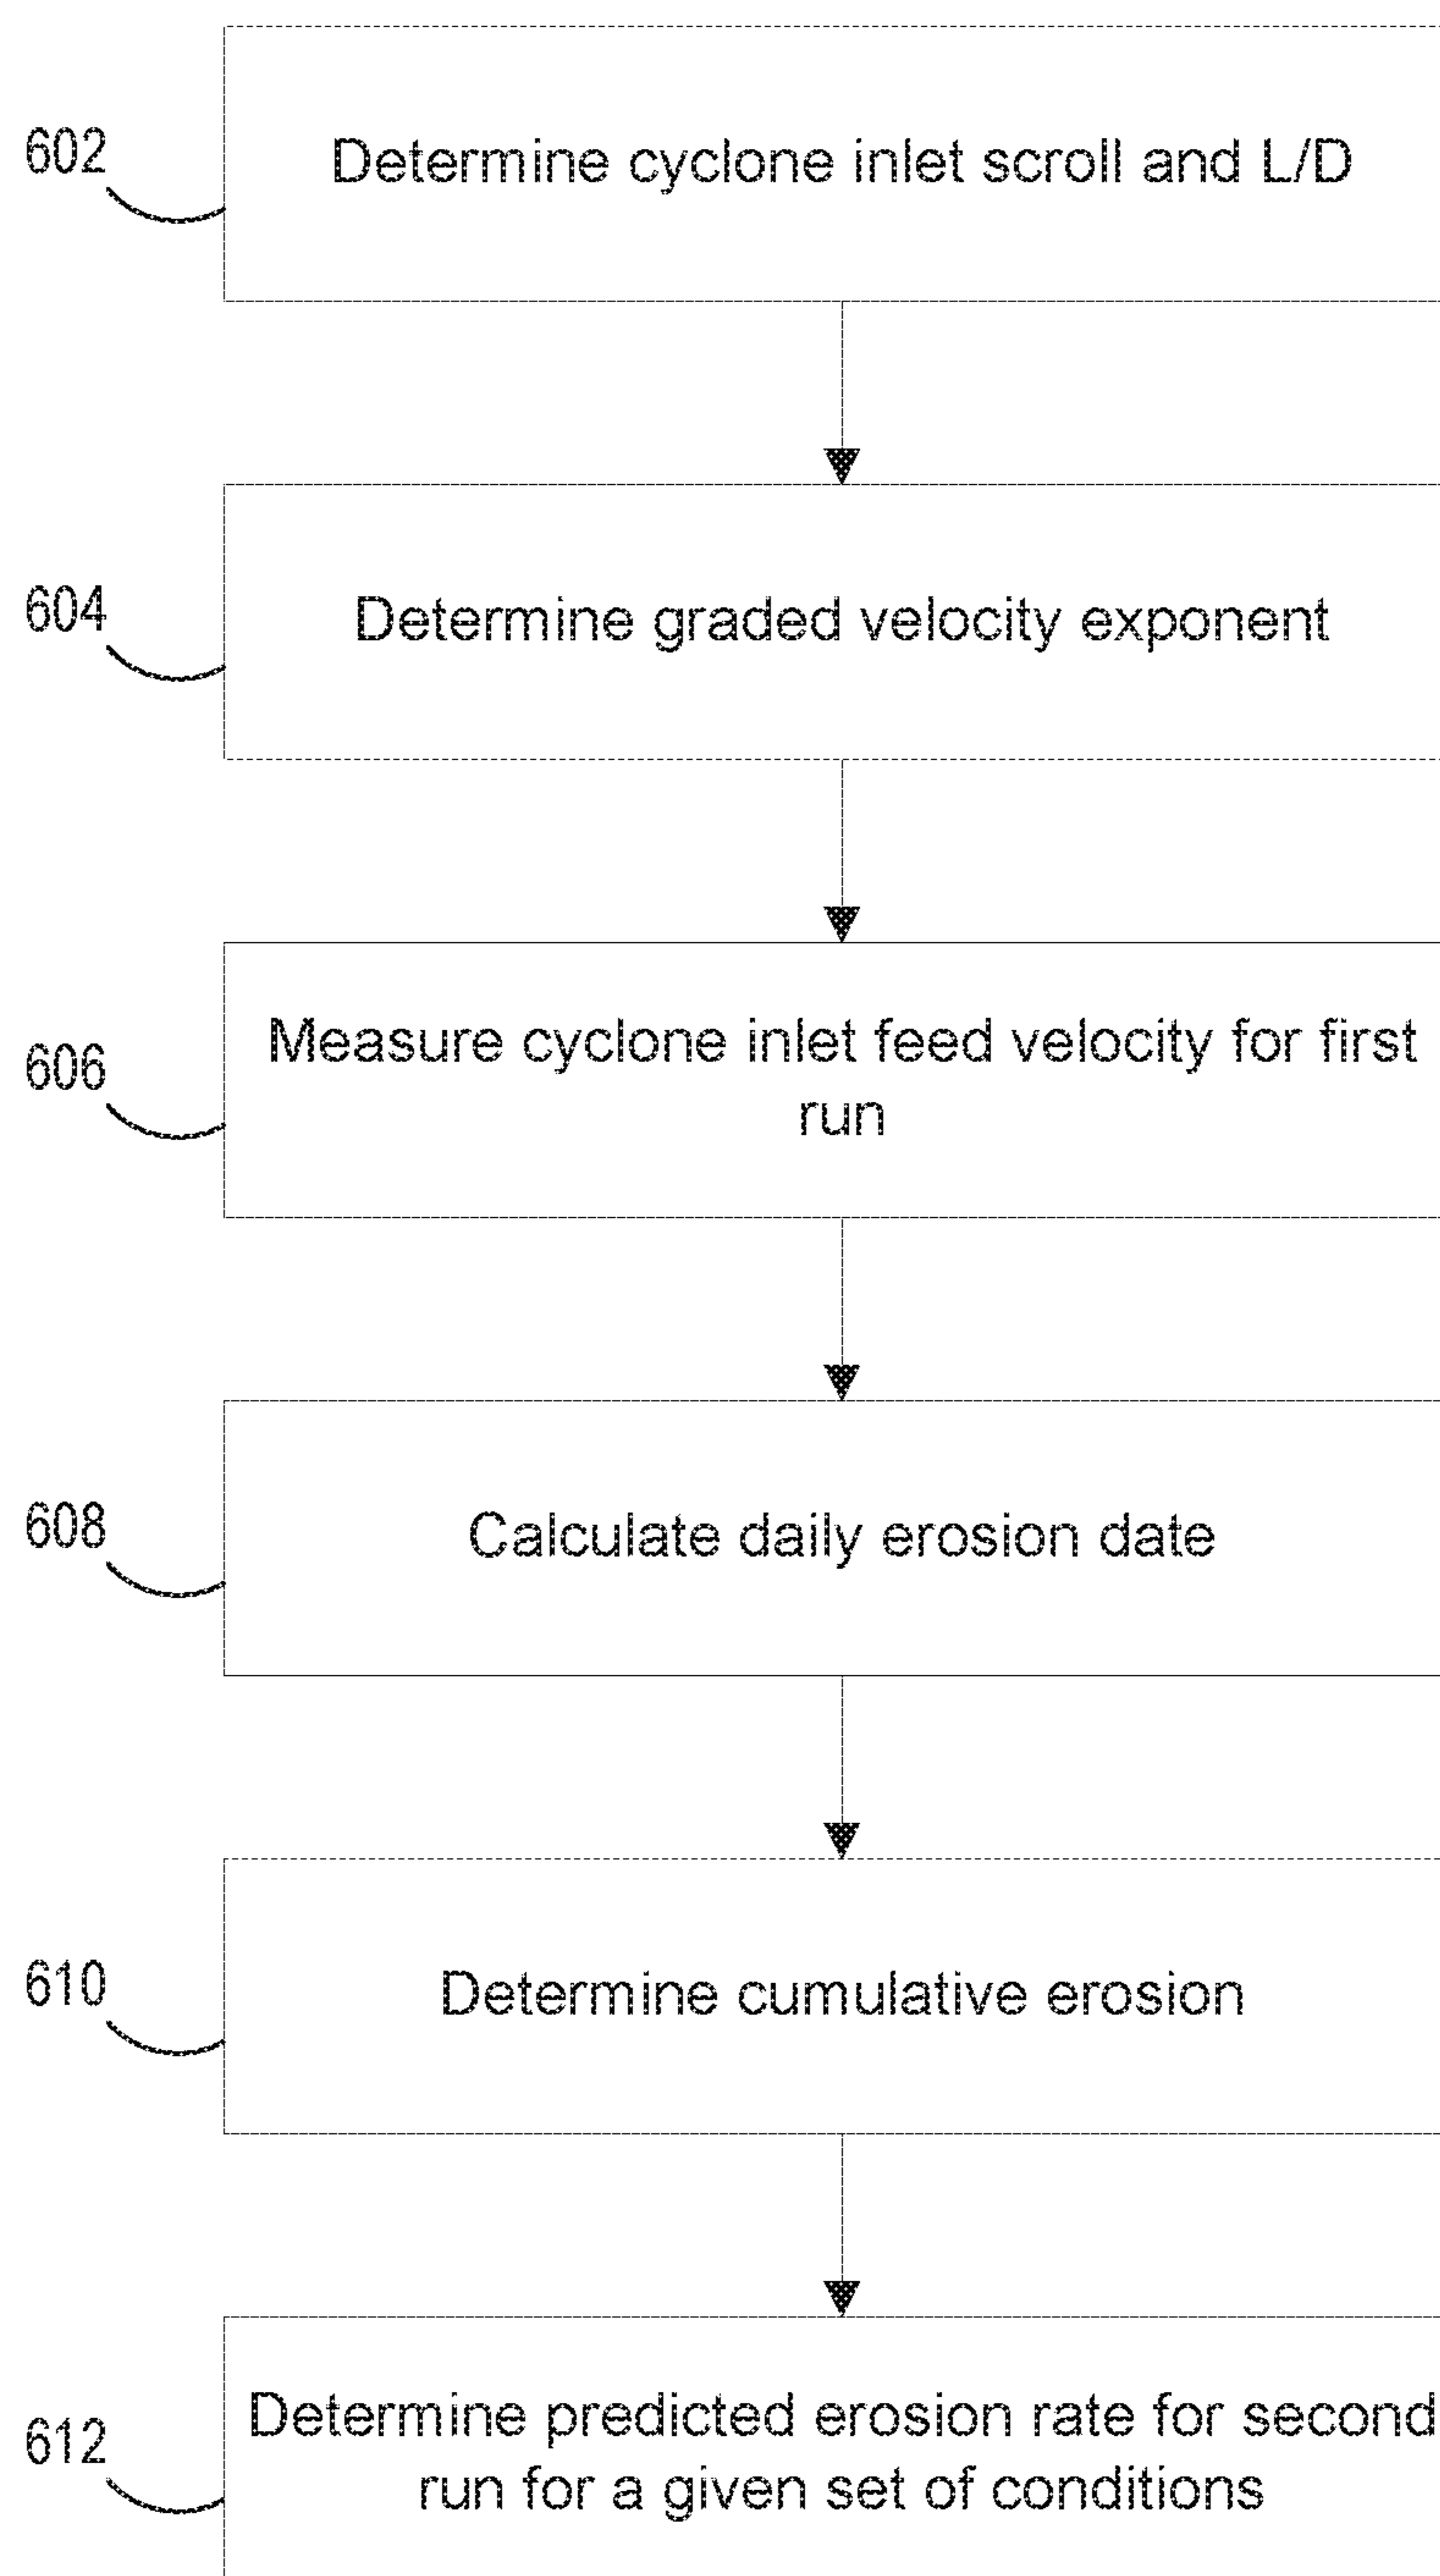 602
Determine cyclone inlet scroll and L/D
604
Determine graded velocity exponent
606
Measure cyclone inlet feed velocity for first
run
608
Calculate daily erosion date
610
Determine cumulative erosion
612
Determine predicted erosion rate for second
run for a given set of conditions